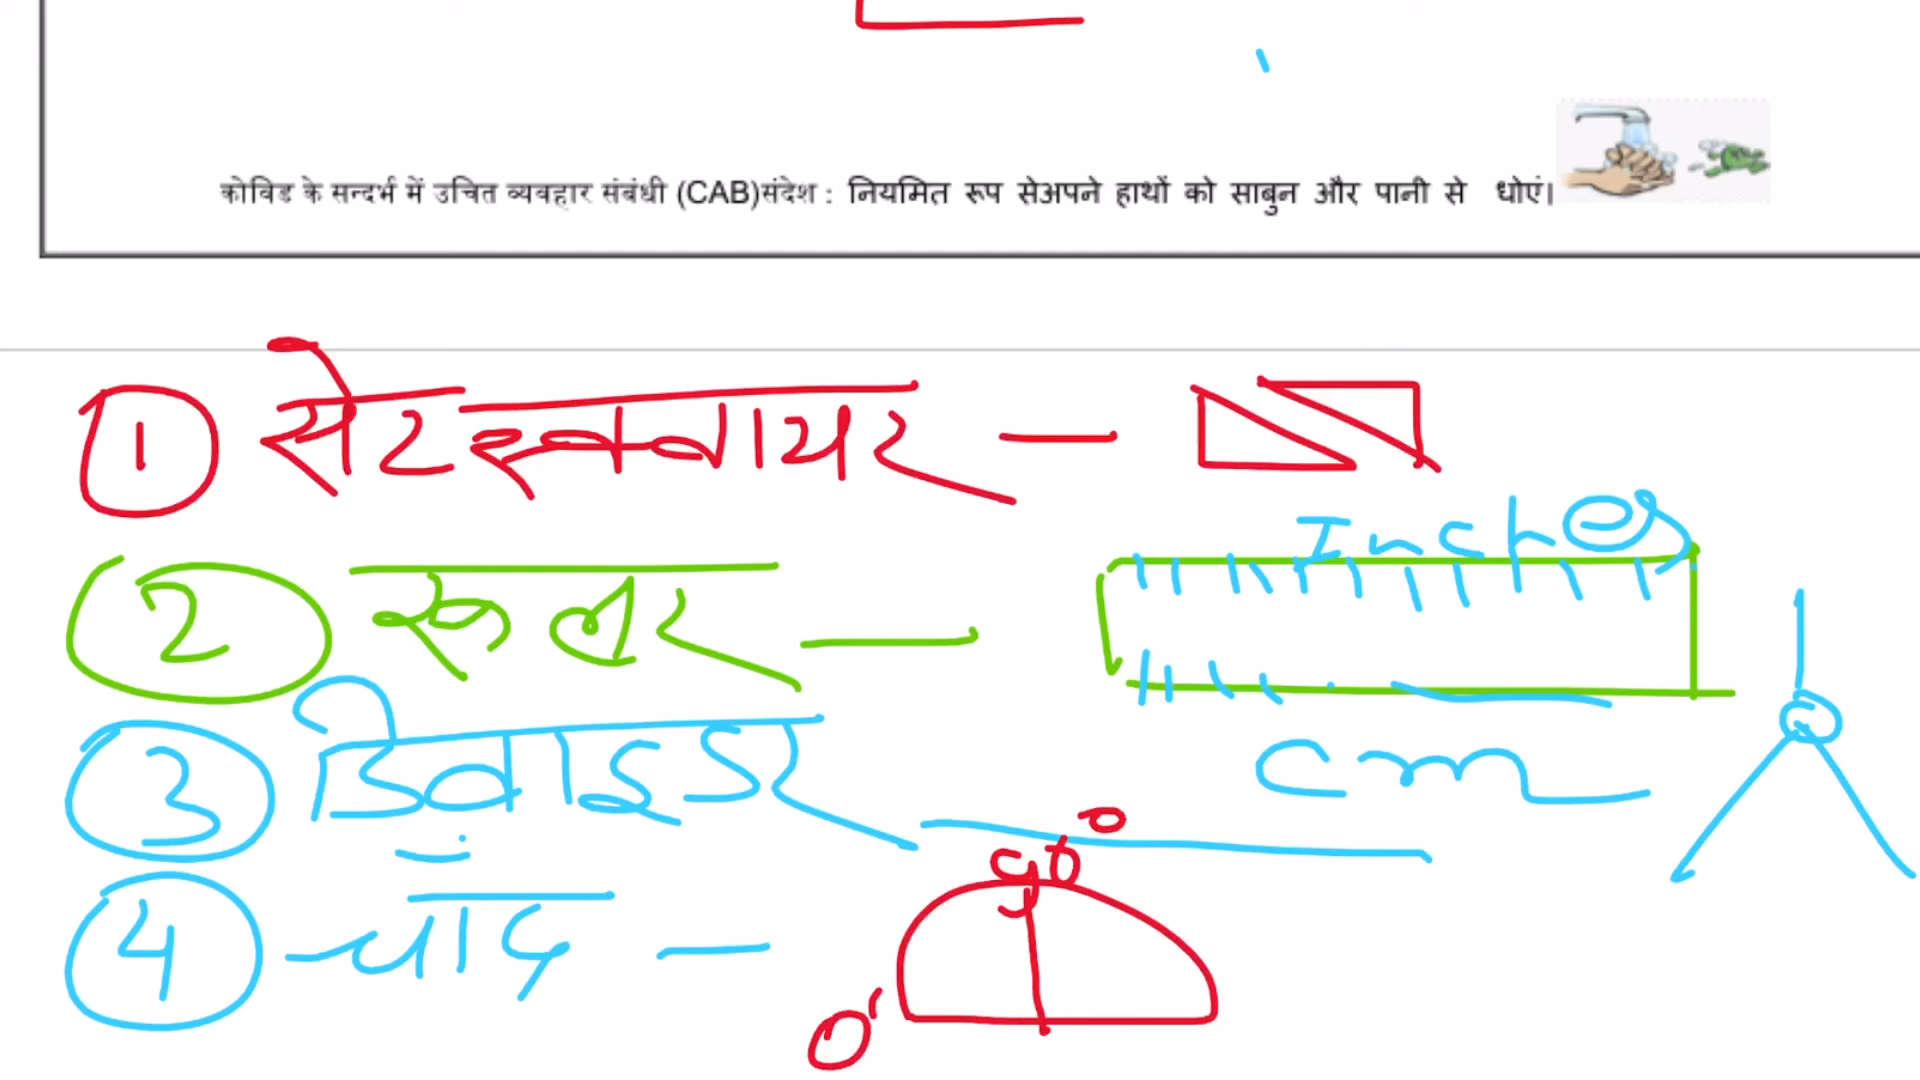 कोविड के सन्दर्भ में उचित व्यवहार संबंधी (CAB)संदेश : नियमित रूप सेअपने हाथों को साबुन और पानी से धोएं।
1 सेटस्क्वायर —
Inches
2 रूलर —
3 डिवाइडर
cm
90°
4 चाँद —
0°